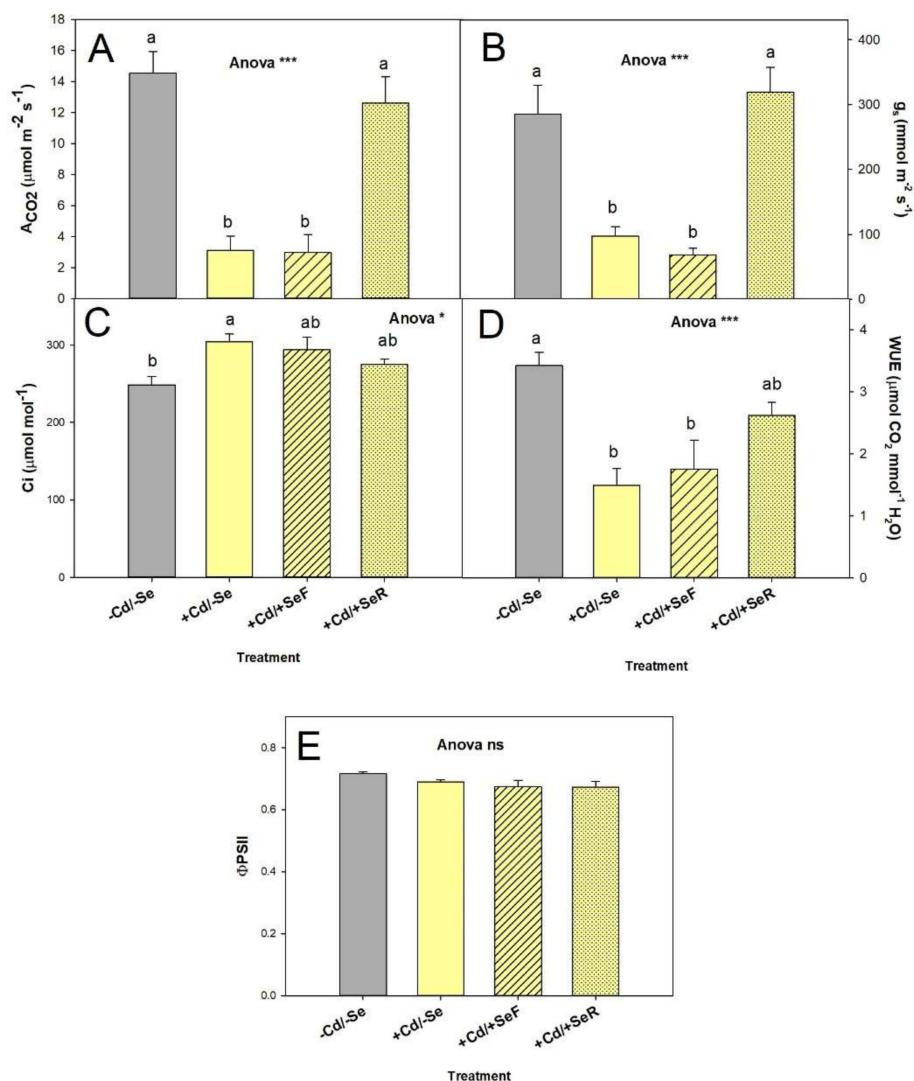 A
Anova ***
A_CO2 (μmol m⁻² s⁻¹)
18
16
14
12
10
8
6
4
2
0
a
b
b
a
B
Anova ***
g_s (mmol m⁻² s⁻¹)
400
300
200
100
0
a
b
b
a
C
Anova *
Ci (μmol mol⁻¹)
300
200
100
0
b
a
ab
ab
-Cd/-Se
+Cd/-Se
+Cd/+SeF
+Cd/+SeR
Treatment
D
Anova ***
WUE (μmol CO₂ mmol⁻¹ H₂O)
4
3
2
1
0
a
b
b
ab
-Cd/-Se
+Cd/-Se
+Cd/+SeF
+Cd/+SeR
Treatment
E
Anova ns
ΦPSII
0.8
0.6
0.4
0.2
0.0
-Cd/-Se
+Cd/-Se
+Cd/+SeF
+Cd/+SeR
Treatment